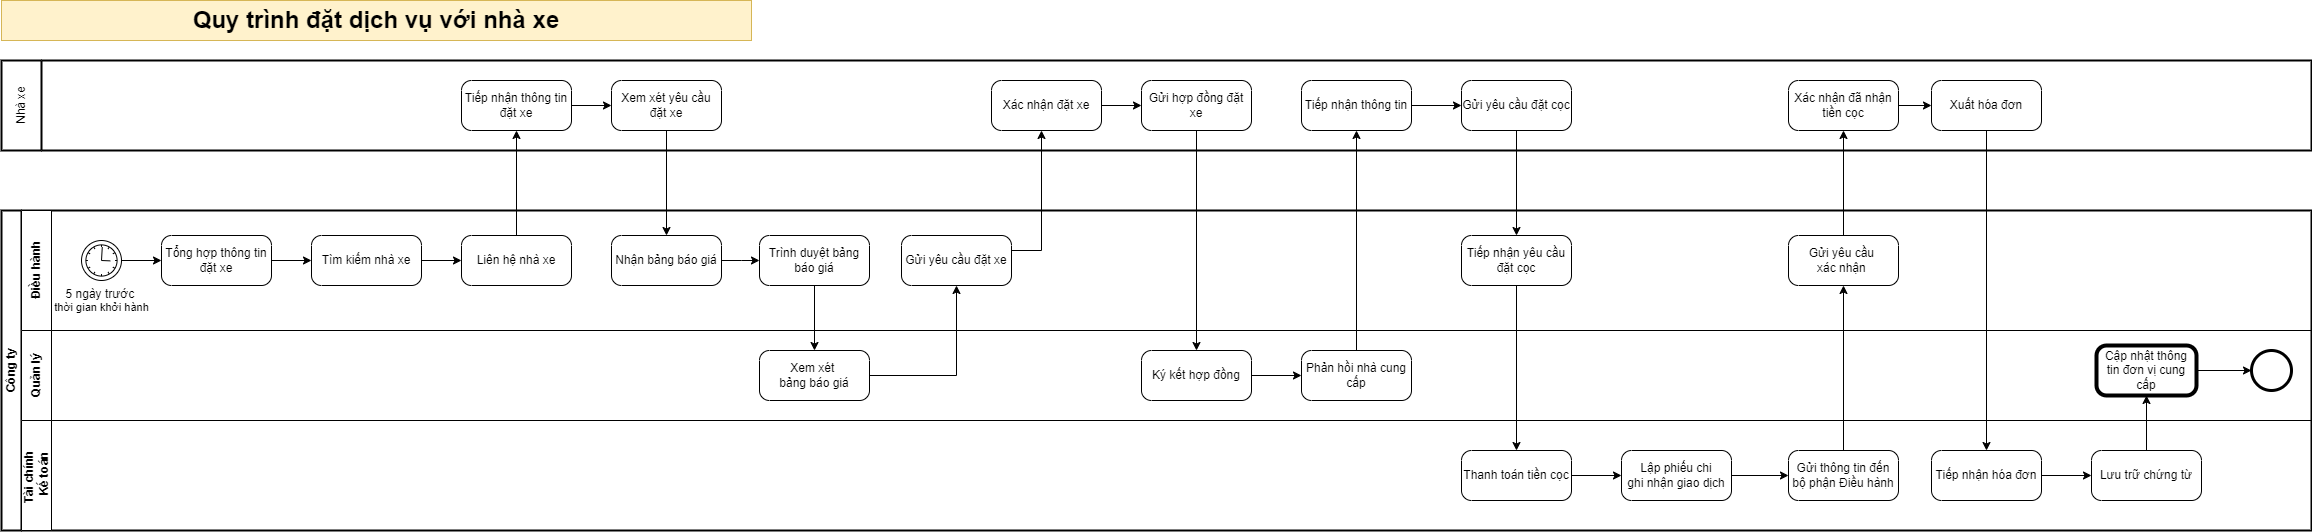 Quy trình đặt dịch vụ với nhà xe
Nhà xe
Tiếp nhận thông tin
đặt xe
Xem xét yêu cầu
đặt xe
Xác nhận đặt xe
Gửi hợp đồng đặt
xe
Tiếp nhận thông tin
Gửi yêu cầu đặt cọc
Xác nhận đã nhận
tiền cọc
Xuất hóa đơn
Công ty
Điều hành
5 ngày trước
thời gian khởi hành
Tổng hợp thông tin
đặt xe
Tìm kiếm nhà xe
Liên hệ nhà xe
Nhận bảng báo giá
Trình duyệt bảng
báo giá
Gửi yêu cầu đặt xe
Tiếp nhận yêu cầu
đặt cọc
Gửi yêu cầu
xác nhận
Quản lý
Xem xét
bảng báo giá
Ký kết hợp đồng
Phản hồi nhà cung
cấp
Cập nhật thông
tin đơn vị cung
cấp
Tài chính
Kế toán
Thanh toán tiền cọc
Lập phiếu chi
ghi nhận giao dịch
Gửi thông tin đến
bộ phận Điều hành
Tiếp nhận hóa đơn
Lưu trữ chứng từ